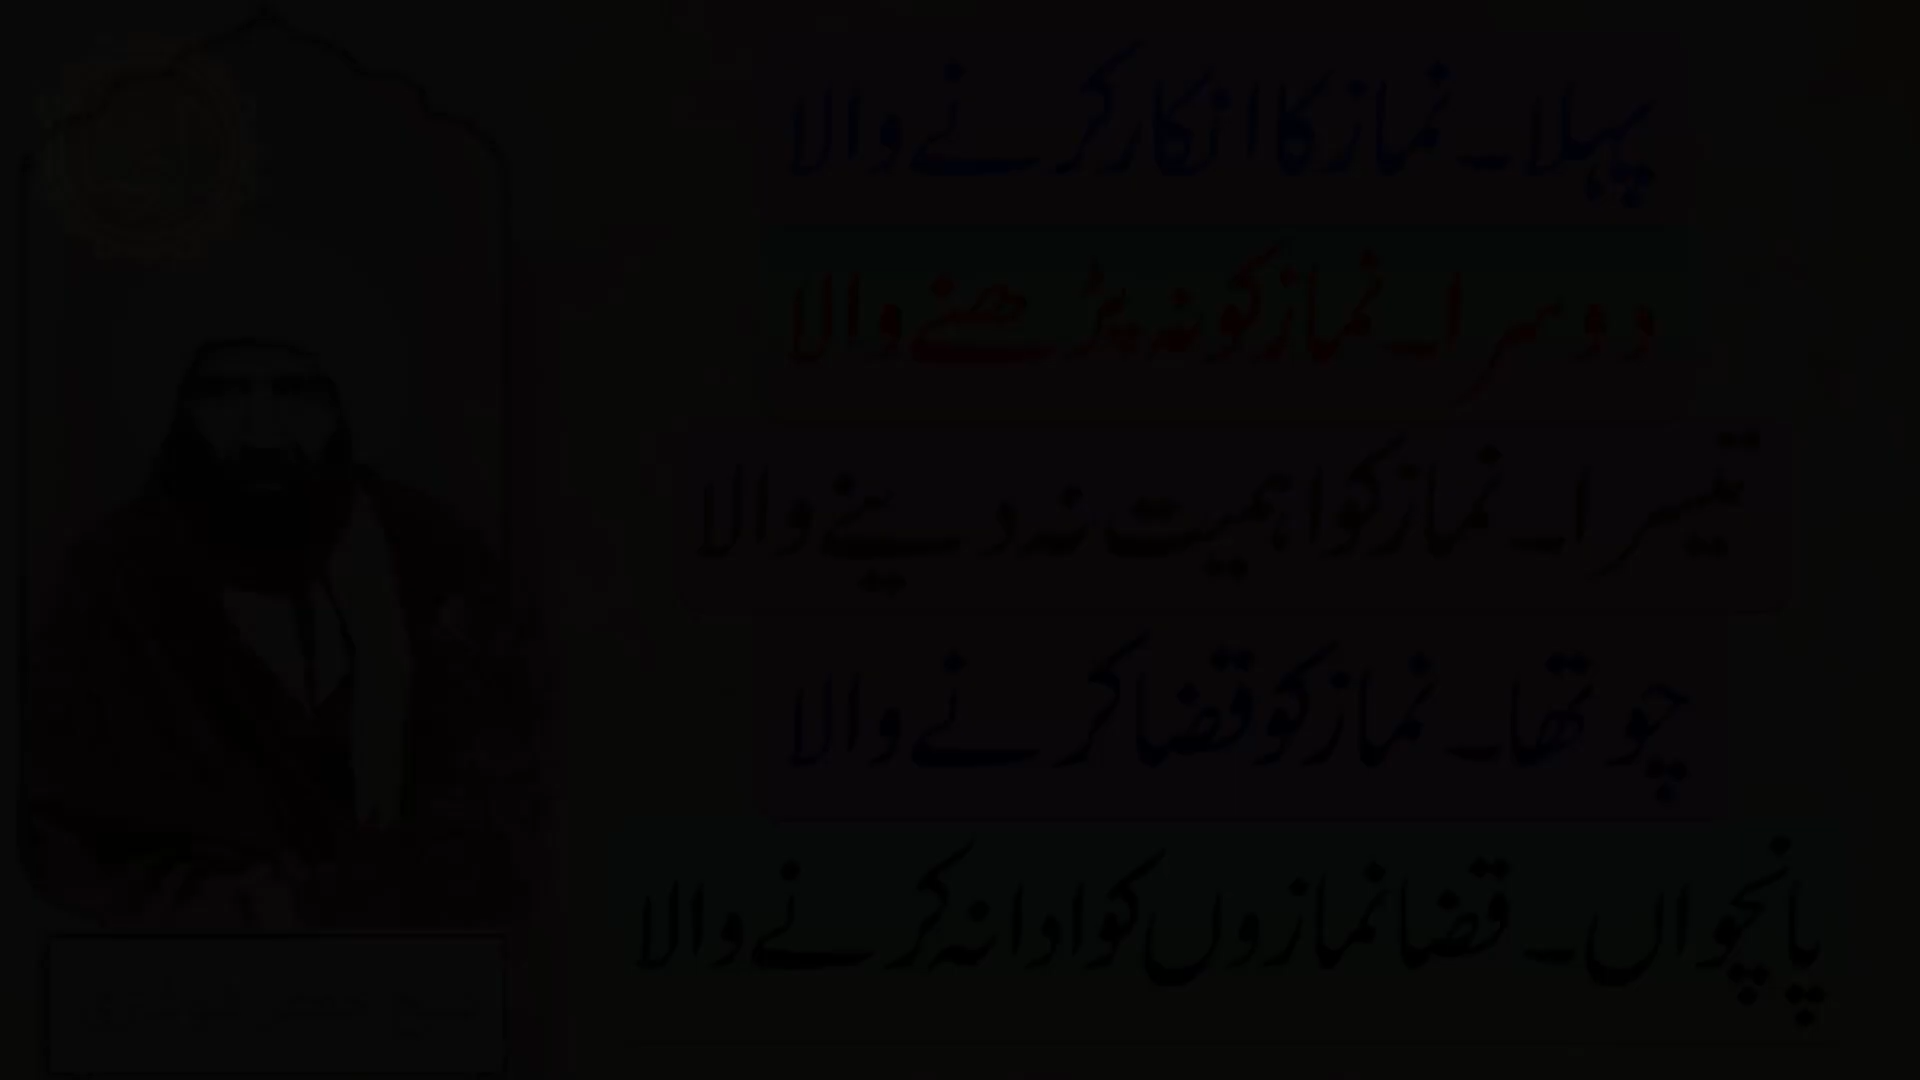 پہلا۔ نماز کا انکار کرنے والا
دوسرا۔ نماز کو نہ پڑھنے والا
تیسرا۔ نماز کو اہمیت نہ دینے والا
چوتھا۔ نماز کو قضا کرنے والا
پانچواں۔ قضا نمازوں کو ادا نہ کرنے والا